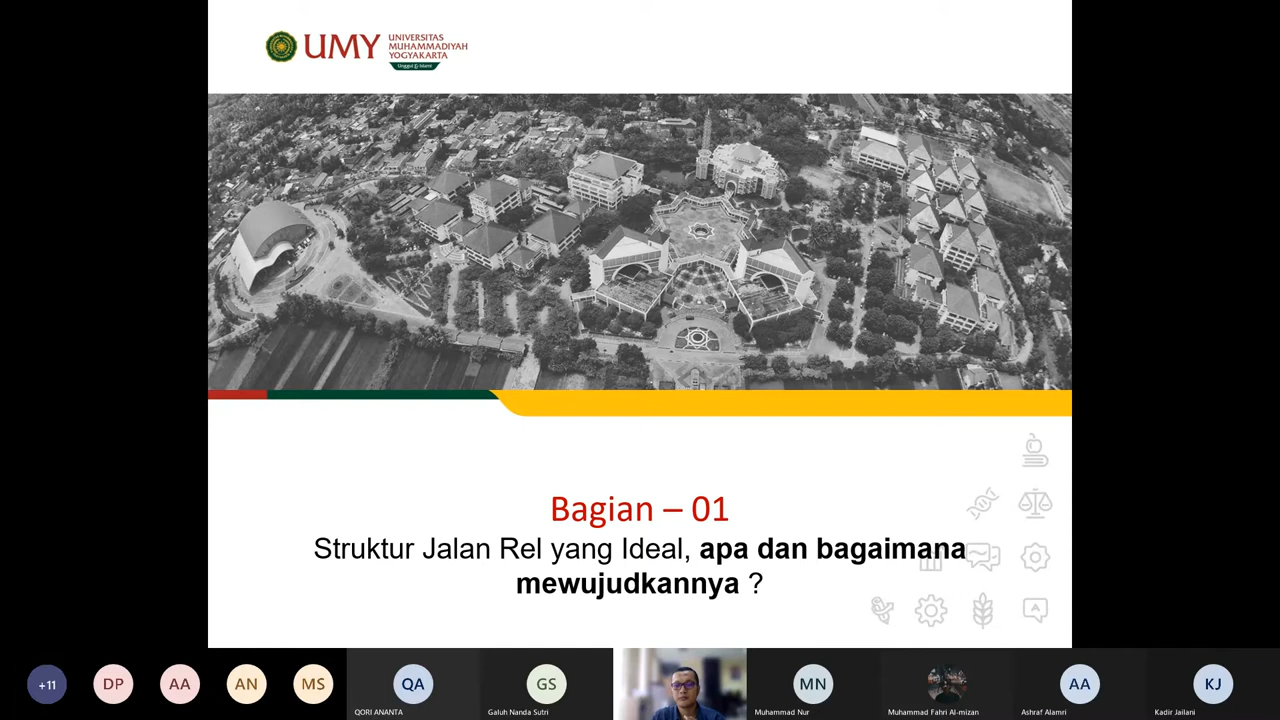 UMY
UNIVERSITAS
MUHAMMADIYAH
YOGYAKARTA
Unggul & Islami
Bagian – 01
Struktur Jalan Rel yang Ideal, apa dan bagaimana
mewujudkannya ?
+11
DP
AA
AN
MS
QA
QORI ANANTA
GS
Galuh Nanda Sutri
MN
Muhammad Nur
Muhammad Fahri Al-mizan
AA
Ashraf Alamri
KJ
Kadir Jailani